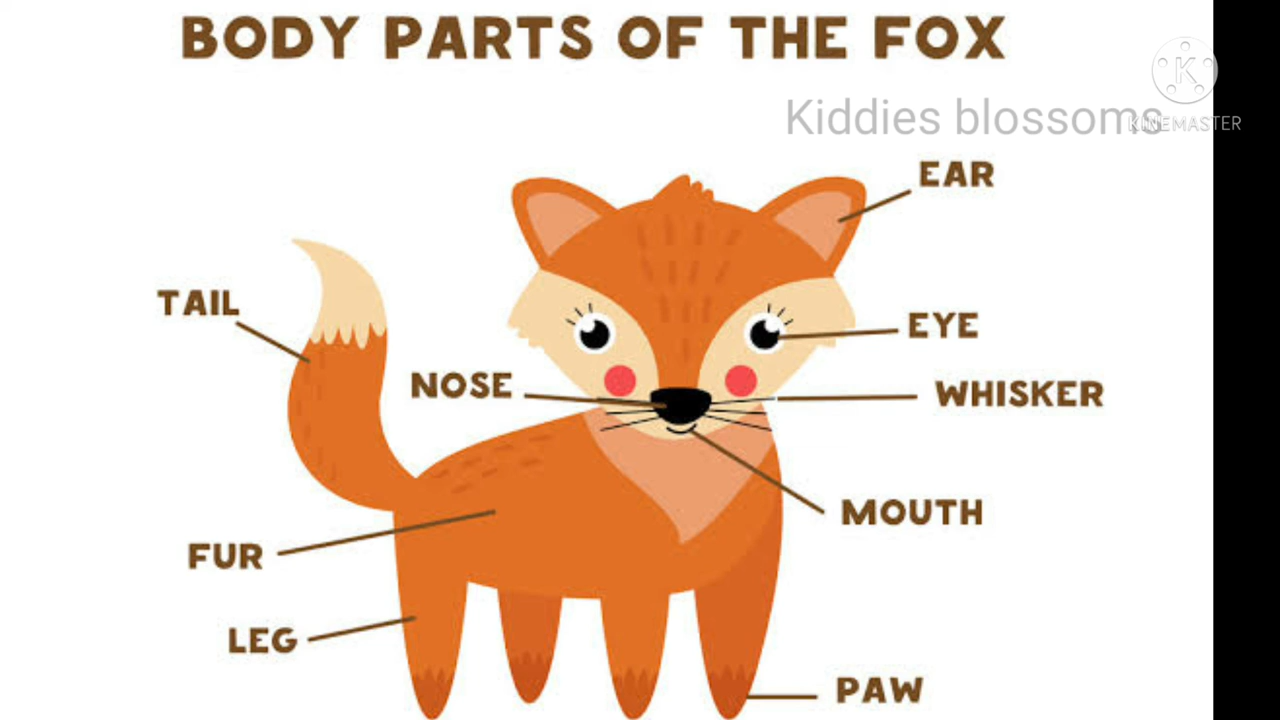 BODY PARTS OF THE FOX
Kiddies blossoms
KINEMASTER
EAR
TAIL
EYE
NOSE
WHISKER
MOUTH
FUR
LEG
PAW